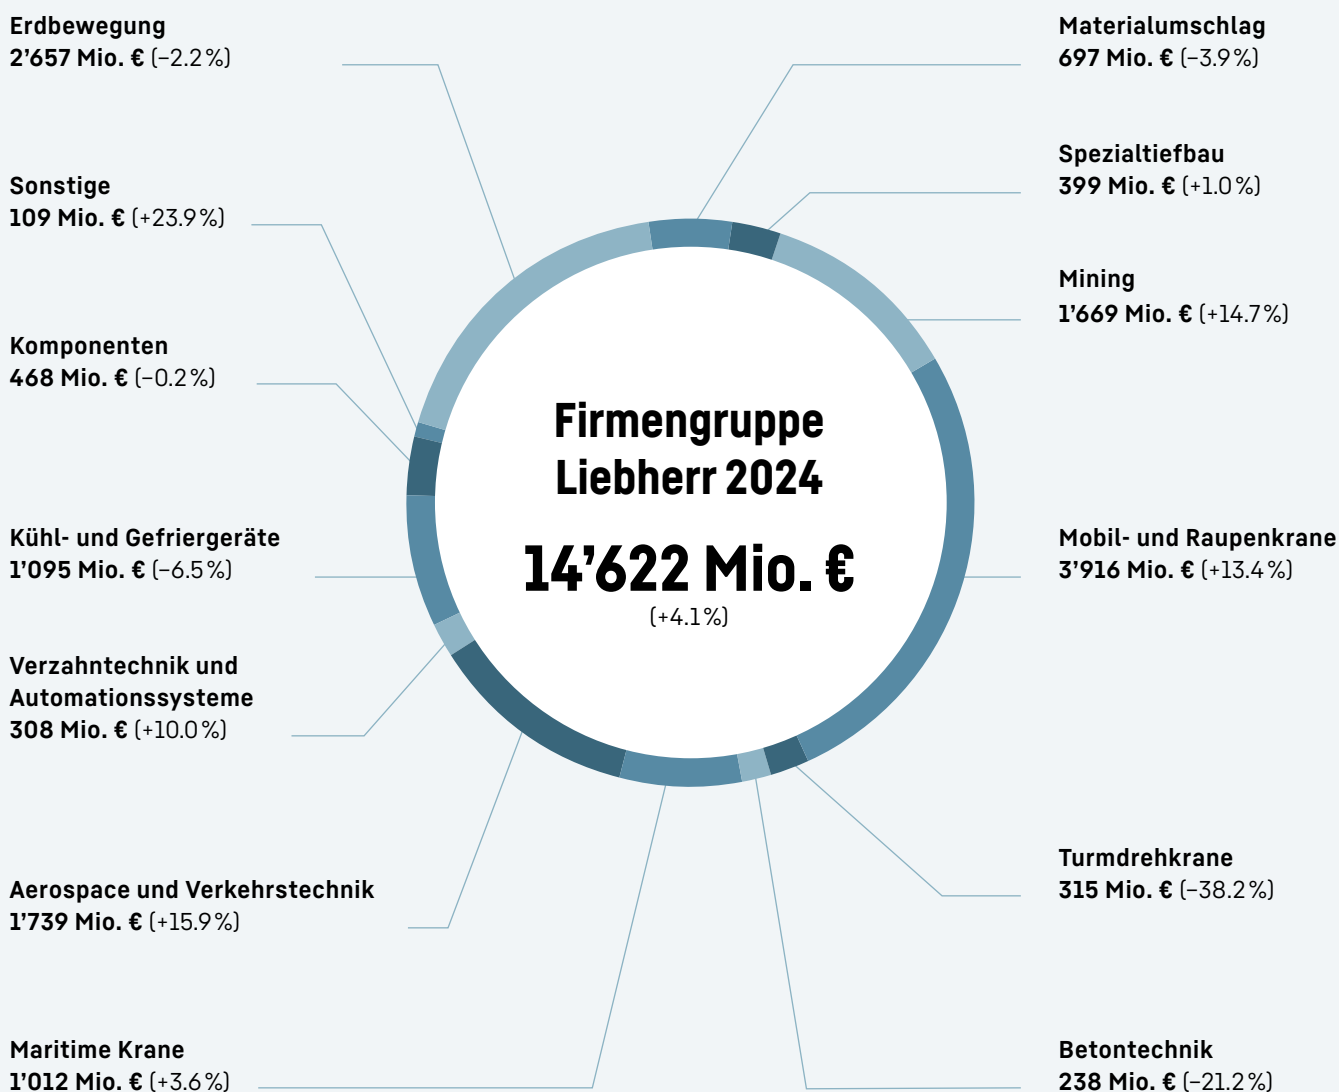 Erdbewegung
2’657 Mio. € (–2.2%)
Sonstige
109 Mio. € (+23.9%)
Komponenten
468 Mio. € (–0.2%)
Kühl- und Gefriergeräte
1’095 Mio. € (–6.5%)
Verzahntechnik und
Automationssysteme
308 Mio. € (+10.0%)
Aerospace und Verkehrstechnik
1’739 Mio. € (+15.9%)
Maritime Krane
1’012 Mio. € (+3.6%)
Firmengruppe
Liebherr 2024
14’622 Mio. €
(+4.1%)
Materialumschlag
697 Mio. € (–3.9%)
Spezialtiefbau
399 Mio. € (+1.0%)
Mining
1’669 Mio. € (+14.7%)
Mobil- und Raupenkrane
3’916 Mio. € (+13.4%)
Turmdrehkrane
315 Mio. € (–38.2%)
Betontechnik
238 Mio. € (–21.2%)